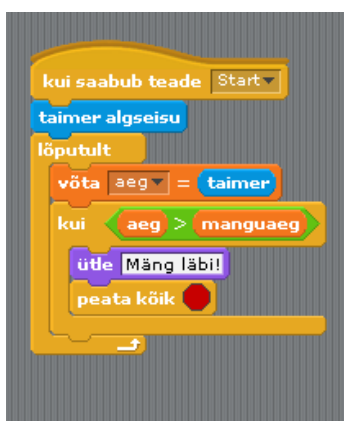 kui saabub teade Start
taimer algseisu
lõputult
võta aeg = taimer
kui aeg > manguaeg
ütle Mäng läbi!
peata kõik